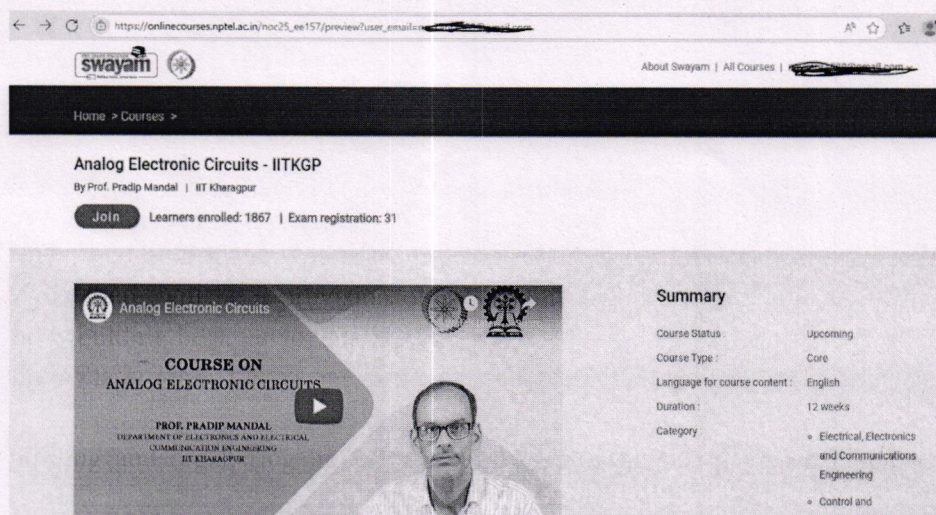 https://onlinecourses.nptel.ac.in/noc25_ee157/preview?user_email=
swayam
About Swayam | All Courses |
Home > Courses >
Analog Electronic Circuits - IITKGP
By Prof. Pradip Mandal | IIT Kharagpur
Join Learners enrolled: 1867 | Exam registration: 31
Analog Electronic Circuits
COURSE ON
ANALOG ELECTRONIC CIRCUITS
PROF. PRADIP MANDAL
DEPARTMENT OF ELECTRONICS AND ELECTRICAL
COMMUNICATION ENGINEERING
IIT KHARAGPUR
Summary
Course Status : Upcoming
Course Type : Core
Language for course content : English
Duration : 12 weeks
Category :
Electrical, Electronics
and Communications
Engineering
Control and